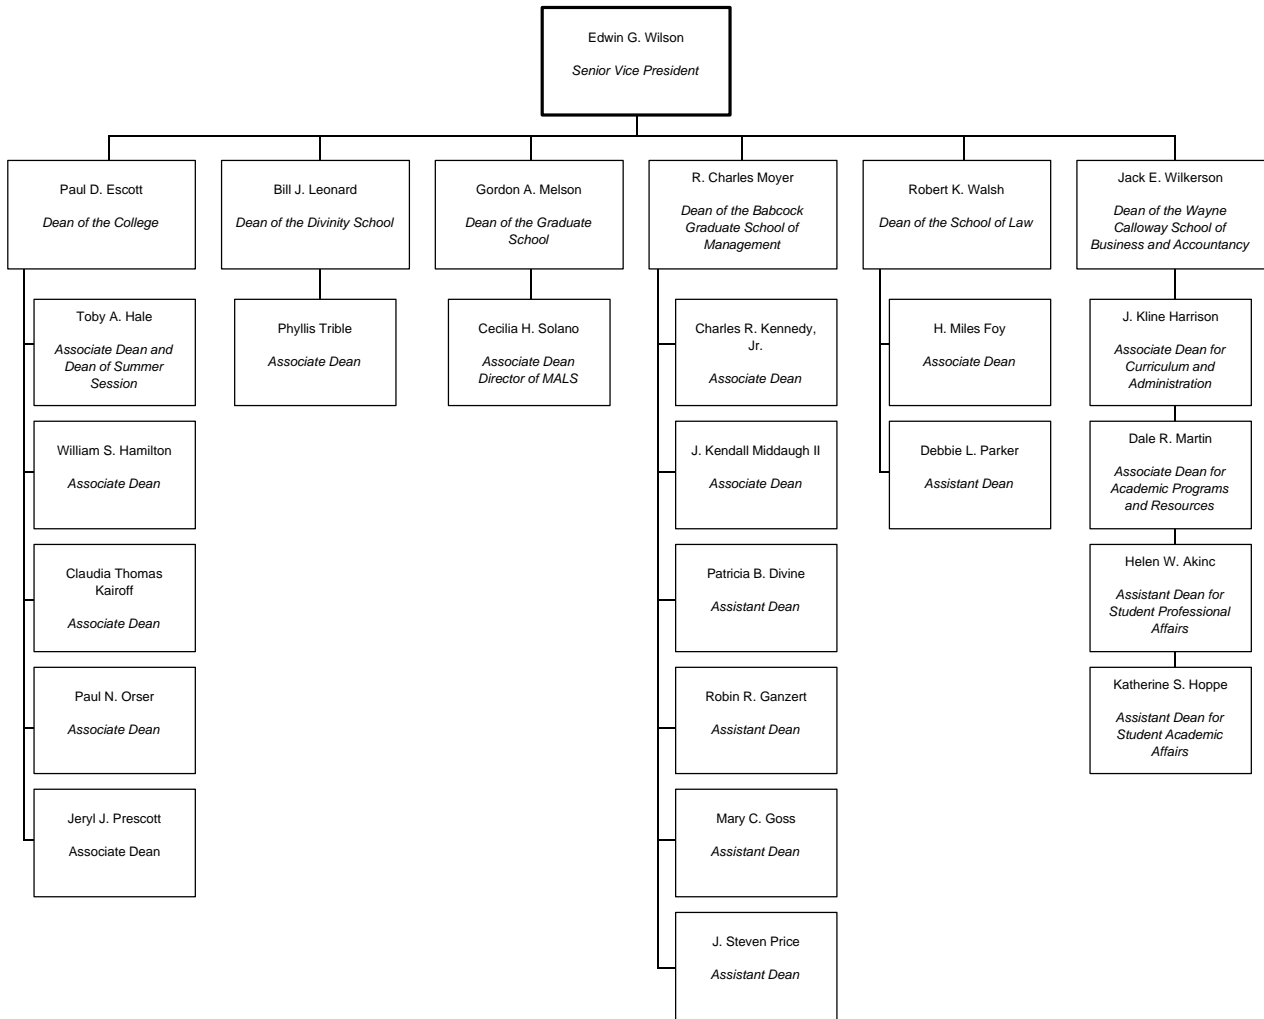 Edwin G. Wilson
Senior Vice President
Paul D. Escott
Dean of the College
Bill J. Leonard
Dean of the Divinity School
Gordon A. Melson
Dean of the Graduate
School
R. Charles Moyer
Dean of the Babcock
Graduate School of
Management
Robert K. Walsh
Dean of the School of Law
Jack E. Wilkerson
Dean of the Wayne
Calloway School of
Business and Accountancy
Toby A. Hale
Associate Dean and
Dean of Summer
Session
William S. Hamilton
Associate Dean
Claudia Thomas
Kairoff
Associate Dean
Paul N. Orser
Associate Dean
Jeryl J. Prescott
Associate Dean
Phyllis Trible
Associate Dean
Cecilia H. Solano
Associate Dean
Director of MALS
Charles R. Kennedy,
Jr.
Associate Dean
J. Kendall Middaugh II
Associate Dean
Patricia B. Divine
Assistant Dean
Robin R. Ganzert
Assistant Dean
Mary C. Goss
Assistant Dean
J. Steven Price
Assistant Dean
H. Miles Foy
Associate Dean
Debbie L. Parker
Assistant Dean
J. Kline Harrison
Associate Dean for
Curriculum and
Administration
Dale R. Martin
Associate Dean for
Academic Programs
and Resources
Helen W. Akinc
Assistant Dean for
Student Professional
Affairs
Katherine S. Hoppe
Assistant Dean for
Student Academic
Affairs